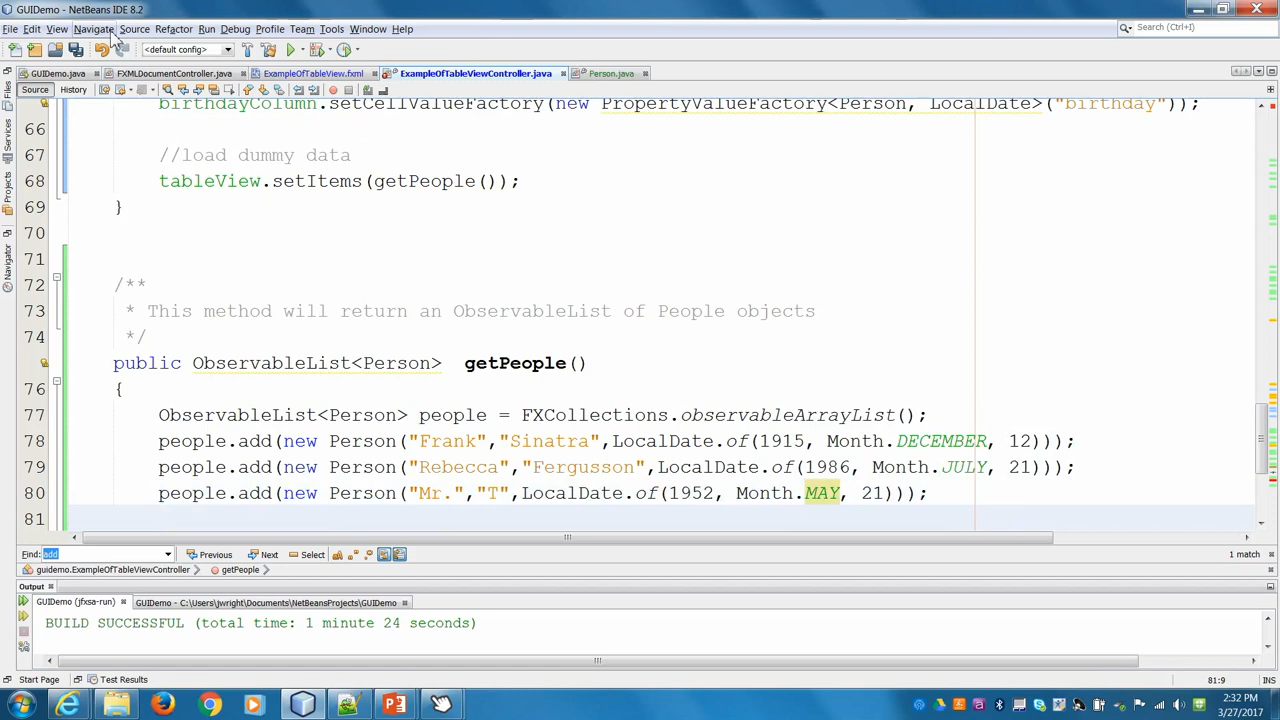 GUIDemo - NetBeans IDE 8.2
File Edit View Navigate Source Refactor Run Debug Profile Team Tools Window Help
Search (Ctrl+I)
<default config>
GUIDemo.java FXMLDocumentController.java ExampleOfTableView.fxml ExampleOfTableViewController.java Person.java
Source History
Files
Services
Projects
Navigator
birthdayColumn.setCellValueFactory(new PropertyValueFactory<Person, LocalDate>("birthday"));
66
67 //load dummy data
68 tableView.setItems(getPeople());
69 }
70
71
72 /**
73 * This method will return an ObservableList of People objects
74 */
public ObservableList<Person> getPeople()
76 {
77 ObservableList<Person> people = FXCollections.observableArrayList();
78 people.add(new Person("Frank","Sinatra",LocalDate.of(1915, Month.DECEMBER, 12)));
79 people.add(new Person("Rebecca","Fergusson",LocalDate.of(1986, Month.JULY, 21)));
80 people.add(new Person("Mr.","T",LocalDate.of(1952, Month.MAY, 21)));
81
Find: add Previous Next Select 1 match
guidemo.ExampleOfTableViewController getPeople
Output
GUIDemo (jfxsa-run) GUIDemo - C:\Users\jwright\Documents\NetBeansProjects\GUIDemo
BUILD SUCCESSFUL (total time: 1 minute 24 seconds)
Start Page Test Results 81:9 INS
2:32 PM
3/27/2017